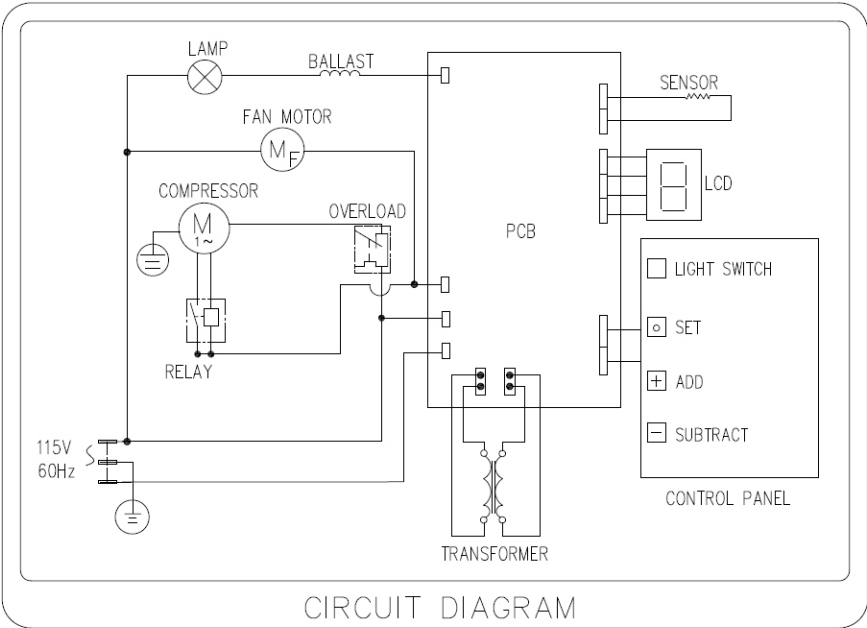 LAMP
BALLAST
SENSOR
FAN MOTOR
MF
COMPRESSOR
OVERLOAD
LCD
M
1~
PCB
LIGHT SWITCH
SET
RELAY
+ ADD
− SUBTRACT
115V
60Hz
CONTROL PANEL
TRANSFORMER
CIRCUIT DIAGRAM